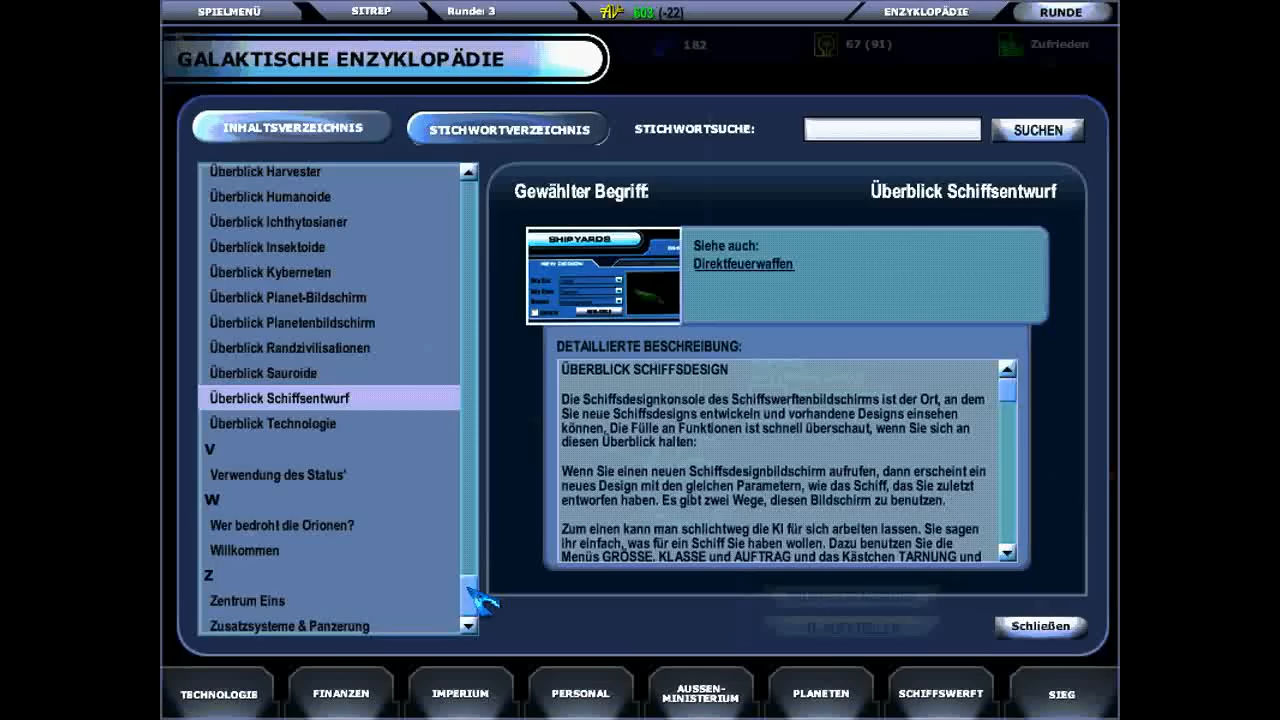 SPIELMENÜ SITREP Runde: 3 603 (-22) ENZYKLOPÄDIE RUNDE
182 67 (91) Zufrieden
GALAKTISCHE ENZYKLOPÄDIE
INHALTSVERZEICHNIS STICHWORTVERZEICHNIS STICHWORTSUCHE: SUCHEN
Überblick Harvester
Überblick Humanoide
Überblick Ichthytosianer
Überblick Insektoide
Überblick Kyberneten
Überblick Planet-Bildschirm
Überblick Planetenbildschirm
Überblick Randzivilisationen
Überblick Sauroide
Überblick Schiffsentwurf
Überblick Technologie
V
Verwendung des Status'
W
Wer bedroht die Orionen?
Willkommen
Z
Zentrum Eins
Zusatzsysteme & Panzerung
Gewählter Begriff: Überblick Schiffsentwurf
SHIPYARDS
NEW DESIGN
Siehe auch:
Direktfeuerwaffen
DETAILLIERTE BESCHREIBUNG:
ÜBERBLICK SCHIFFSDESIGN
Die Schiffsdesignkonsole des Schiffswerftenbildschirms ist der Ort, an dem
Sie neue Schiffsdesigns entwickeln und vorhandene Designs einsehen
können. Die Fülle an Funktionen ist schnell überschaut, wenn Sie sich an
diesen Überblick halten:
Wenn Sie einen neuen Schiffsdesignbildschirm aufrufen, dann erscheint ein
neues Design mit den gleichen Parametern, wie das Schiff, das Sie zuletzt
entworfen haben. Es gibt zwei Wege, diesen Bildschirm zu benutzen.
Zum einen kann man schlichtweg die KI für sich arbeiten lassen. Sie sagen
ihr einfach, was für ein Schiff Sie haben wollen. Dazu benutzen Sie die
Menüs GRÖSSE, KLASSE und AUFTRAG und das Kästchen TARNUNG und
Schließen
TECHNOLOGIE FINANZEN IMPERIUM PERSONAL AUSSEN-
MINISTERIUM PLANETEN SCHIFFSWERFT SIEG